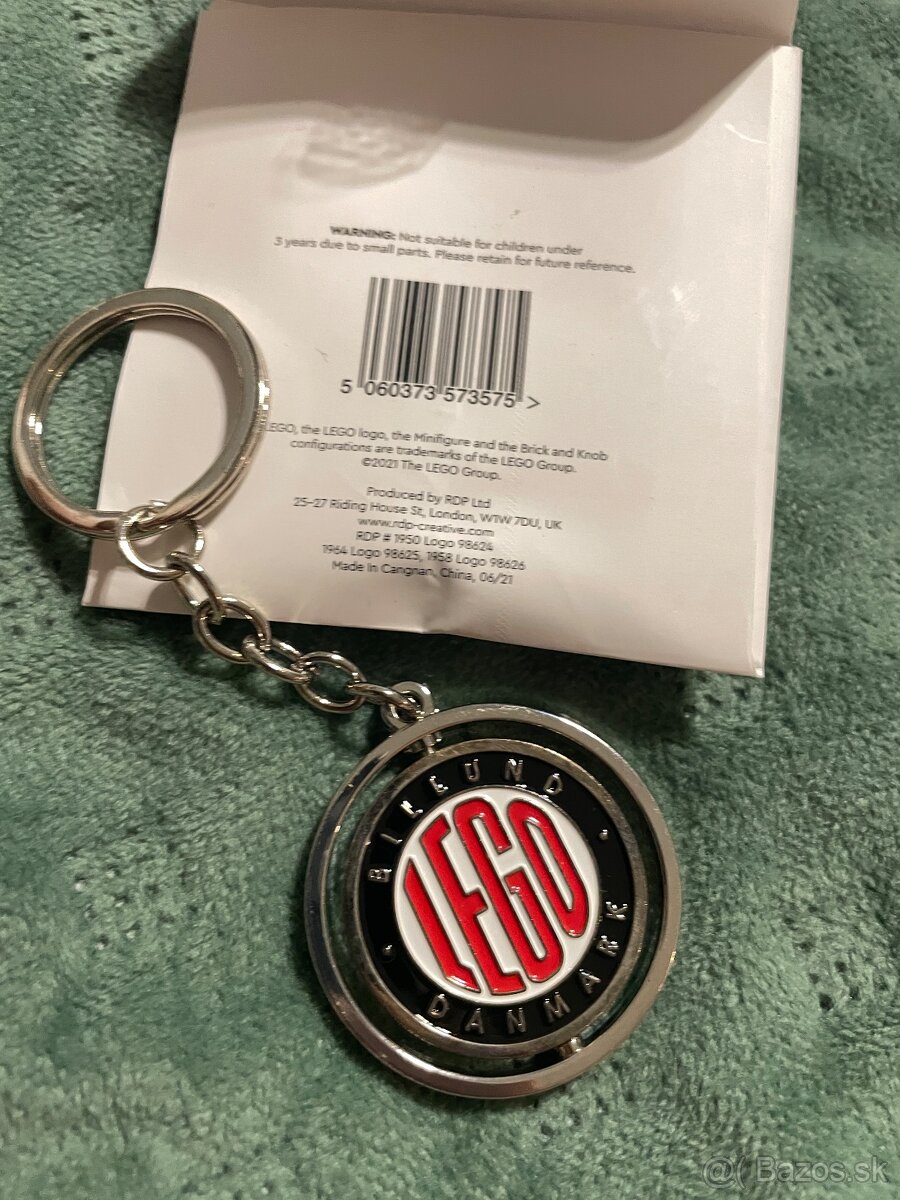 WARNING: Not suitable for children under
3 years due to small parts. Please retain for future reference.
5 060373 573575 >
LEGO, the LEGO logo, the Minifigure and the Brick and Knob
configurations are trademarks of the LEGO Group.
©2021 The LEGO Group.
Produced by RDP Ltd
25-27 Riding House St, London, W1W 7DU, UK
www.rdp-creative.com
RDP # 1950 Logo 98624
1964 Logo 98625, 1958 Logo 98626
Made In Cangnan, China, 06/21
BILLUND
LEGO
DANMARK
@( Bazos.sk